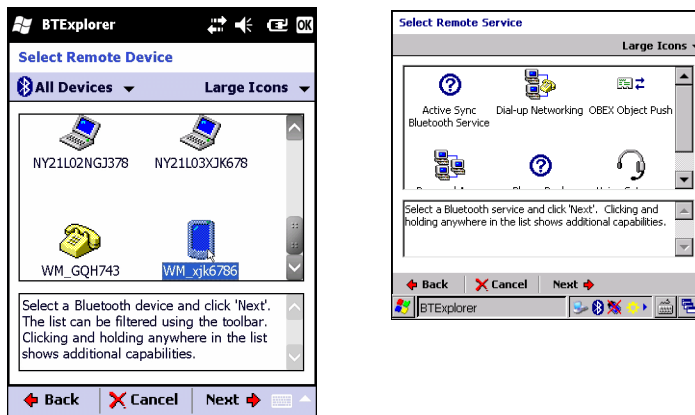 BTExplorer
OK
Select Remote Device
All Devices
Large Icons
NY21L02NGJ378
NY21L03XJK678
WM_GQH743
WM_xjk6786
Select a Bluetooth device and click 'Next'.
The list can be filtered using the toolbar.
Clicking and holding anywhere in the list
shows additional capabilities.
Back
Cancel
Next
Select Remote Service
Large Icons
Active Sync
Bluetooth Service
Dial-up Networking
OBEX Object Push
Select a Bluetooth service and click 'Next'. Clicking and
holding anywhere in the list shows additional capabilities.
Back
Cancel
Next
BTExplorer